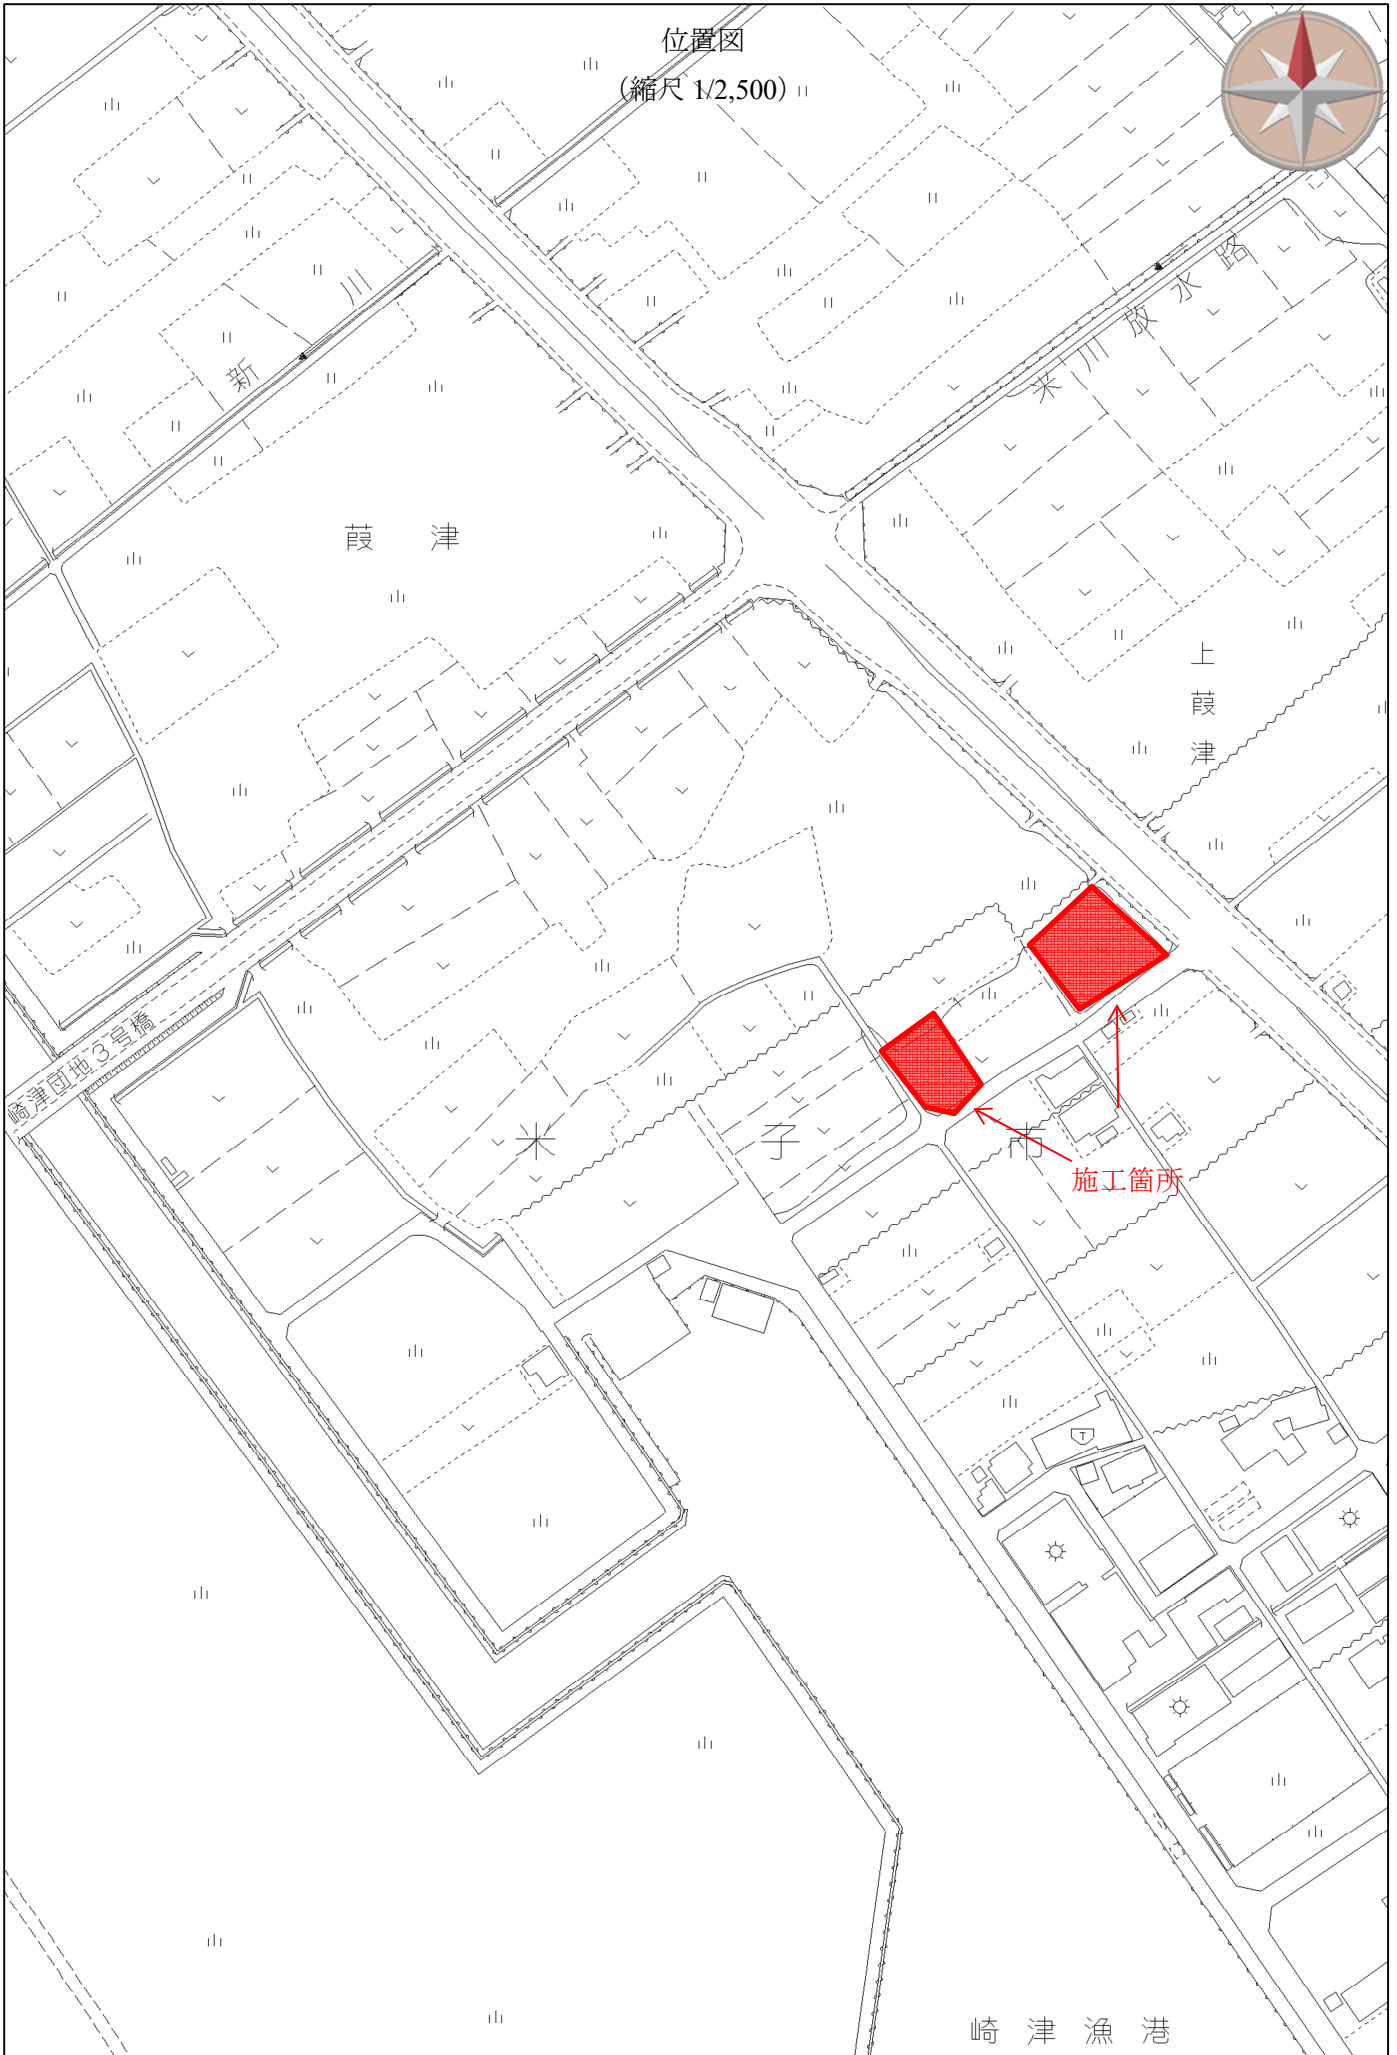 位置図
(縮尺 1/2,500)
新川
米川放水路
葭津
上葭津
崎津団地3号橋
米子市
施工箇所
T
崎津漁港